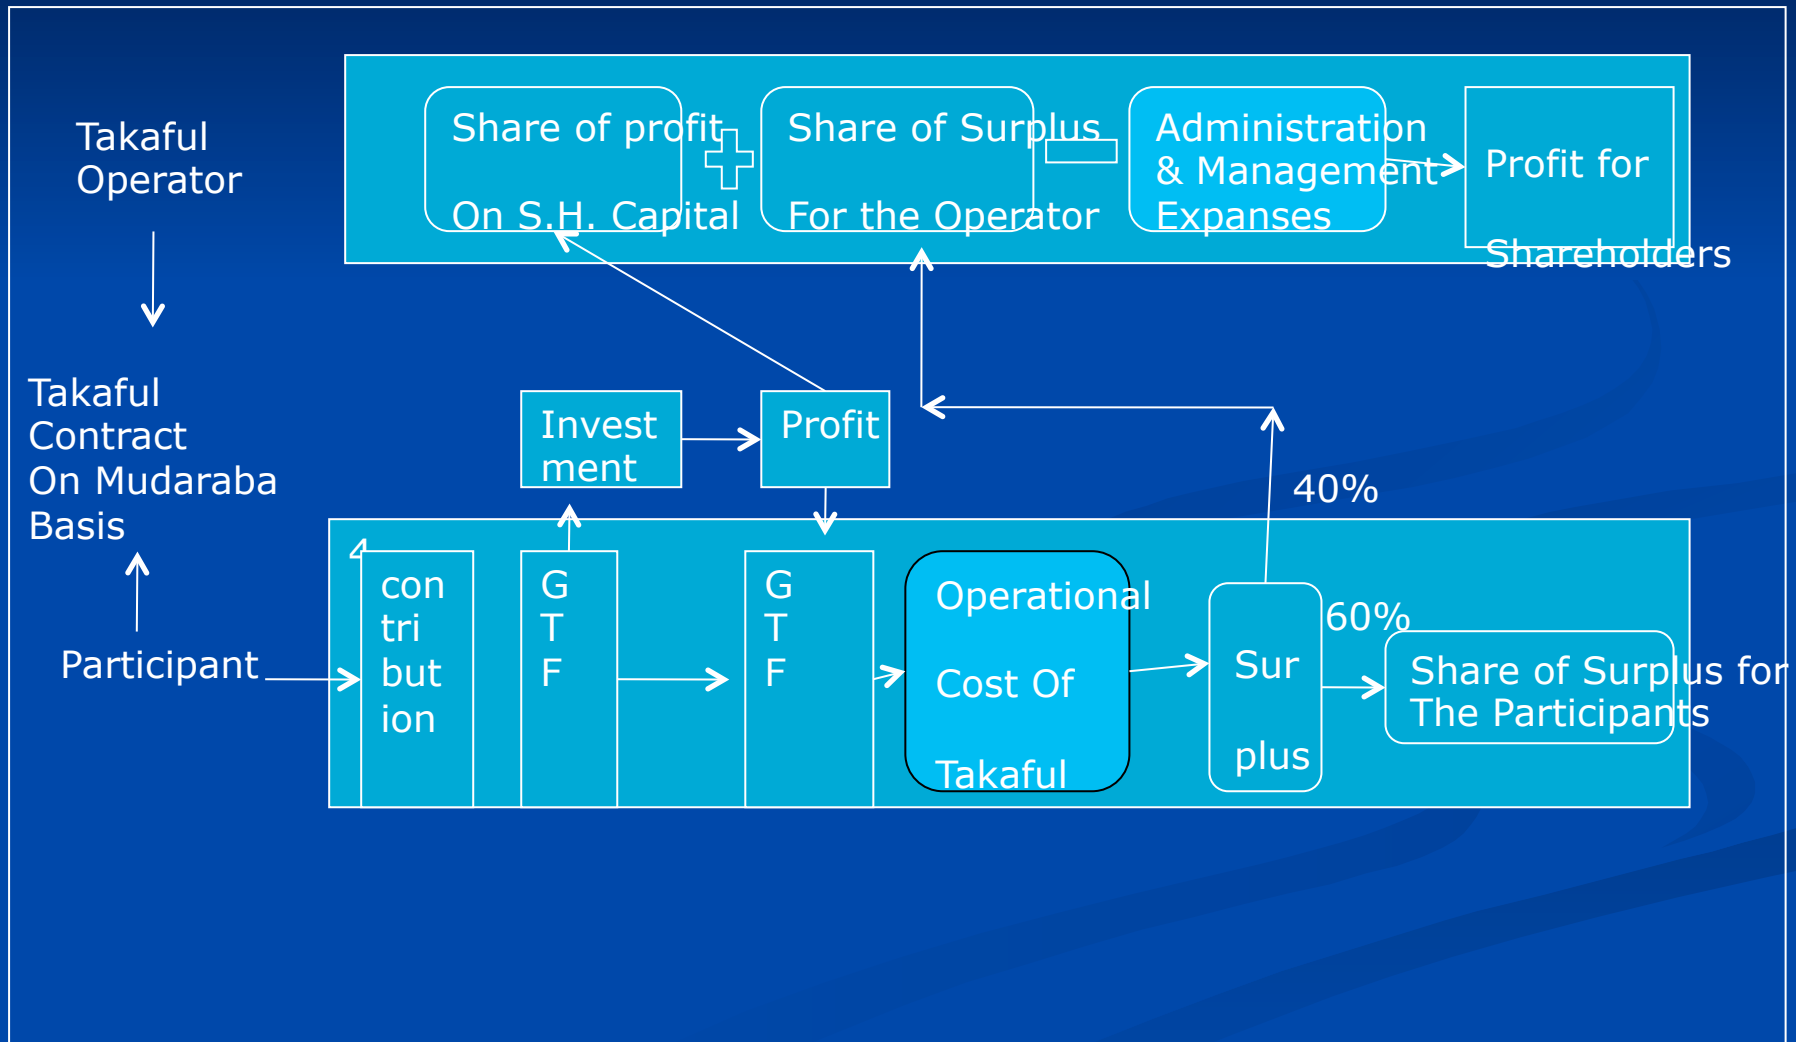 Takaful
Operator
Share of profit
On S.H. Capital
Share of Surplus
For the Operator
Administration
& Management
Expanses
Profit for
Shareholders
Takaful
Contract
On Mudaraba
Basis
Invest
ment
Profit
40%
4
con
tri
but
ion
G
T
F
G
T
F
Operational
Cost Of
Takaful
Sur
plus
60%
Share of Surplus for
The Participants
Participant